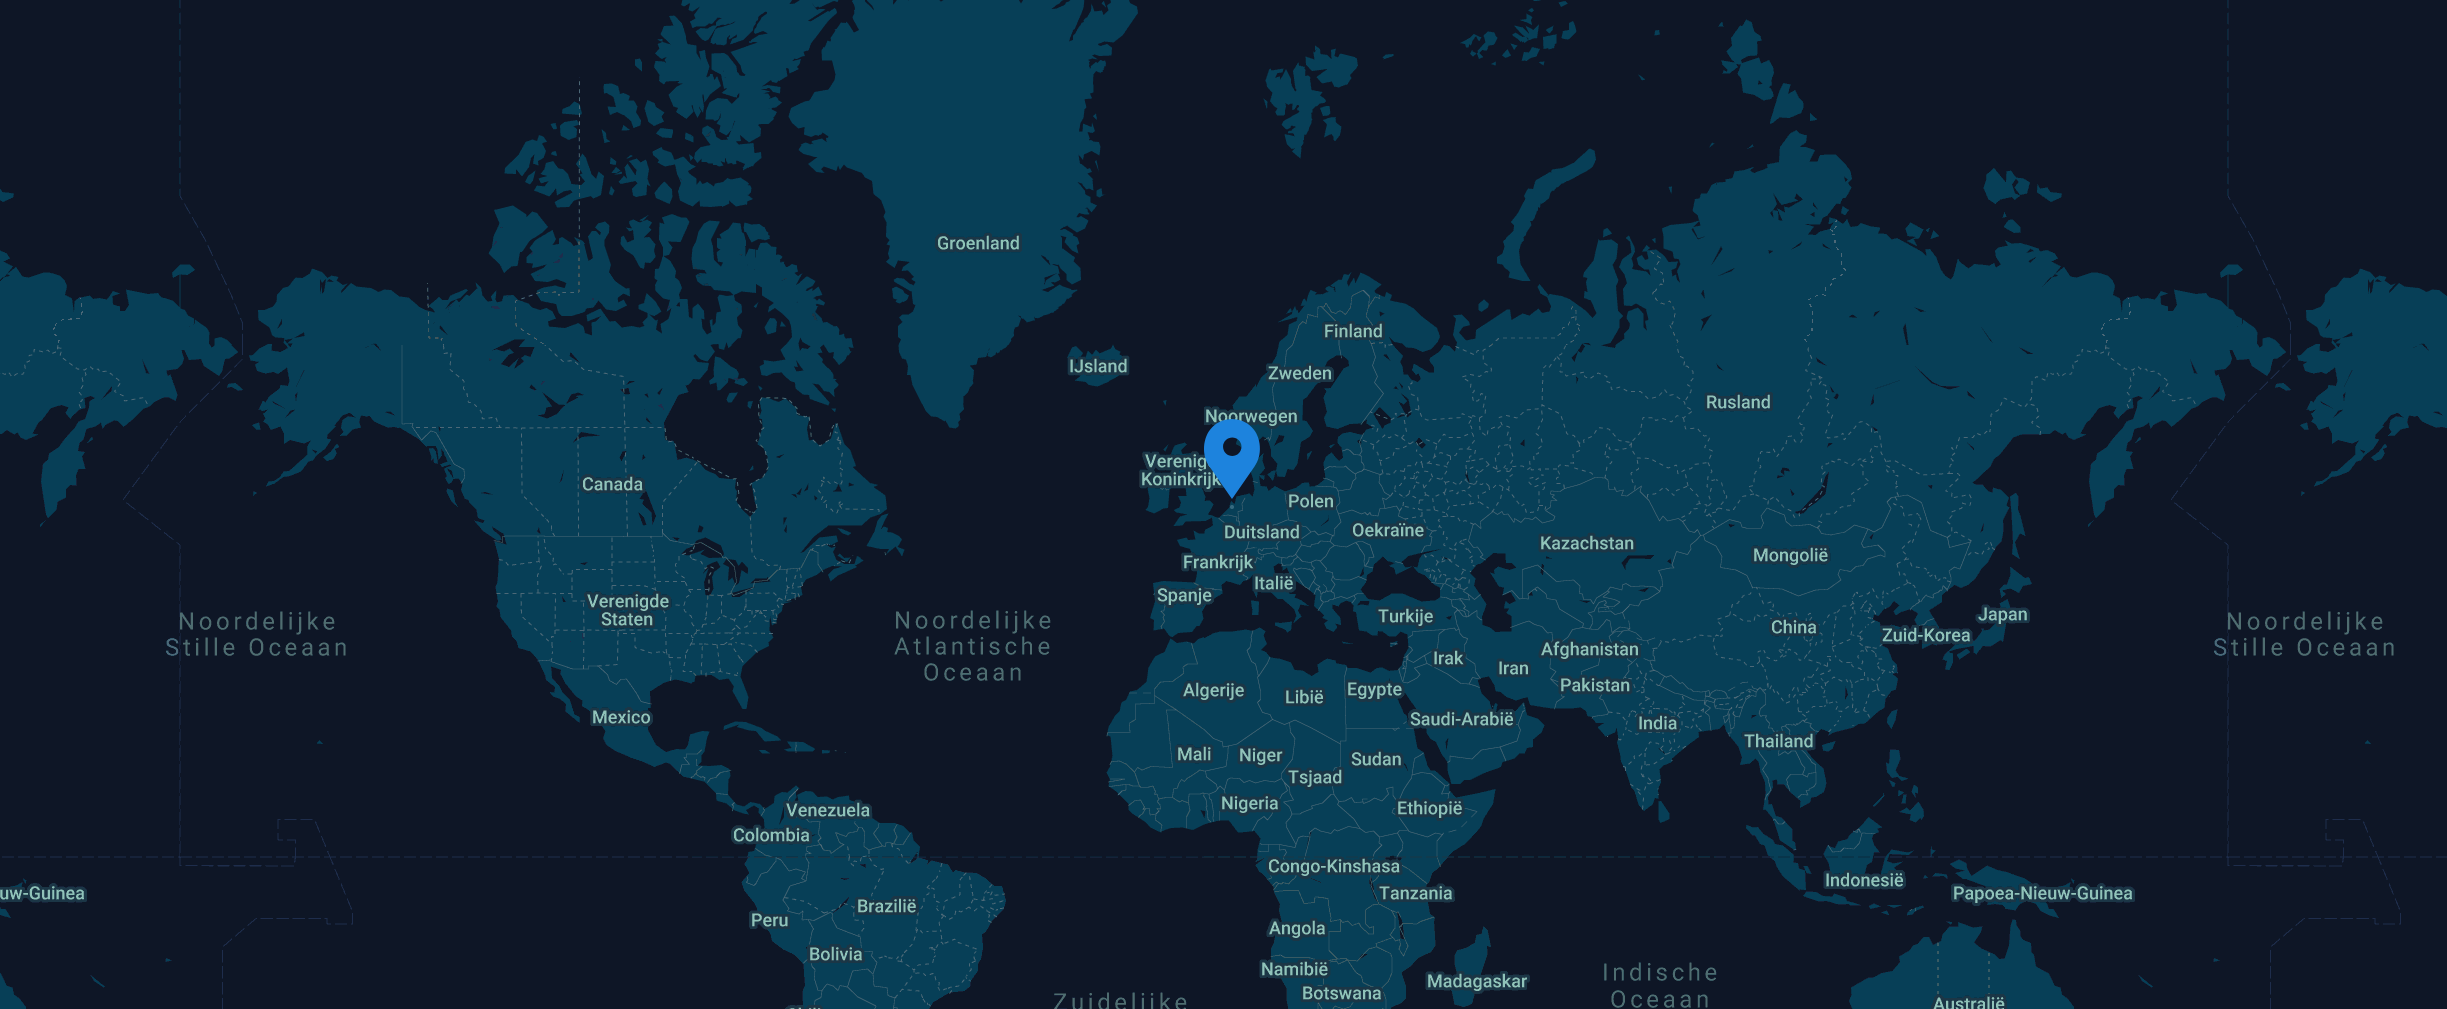 Groenland
Finland
IJsland
Zweden
Rusland
Noorwegen
Koninkrijk
Canada
Polen
Duitsland
Oekraïne
Kazachstan
Mongolië
Frankrijk
Italië
Spanje
Verenigde
Staten
Turkije
Japan
China
Zuid-Korea
Noordelijke
Stille Oceaan
Noordelijke
Atlantische
Oceaan
Noordelijke
Stille Oceaan
Afghanistan
Irak
Iran
Pakistan
Algerije
Libië
Egypte
Mexico
Saudi-Arabië
India
Thailand
Mali
Niger
Sudan
Tsjaad
Nigeria
Ethiopië
Venezuela
Colombia
Congo-Kinshasa
Indonesië
uw-Guinea
Tanzania
Papoea-Nieuw-Guinea
Brazilië
Peru
Angola
Bolivia
Namibië
Madagaskar
Indische
Oceaan
Botswana
Zuidelijke
Australië